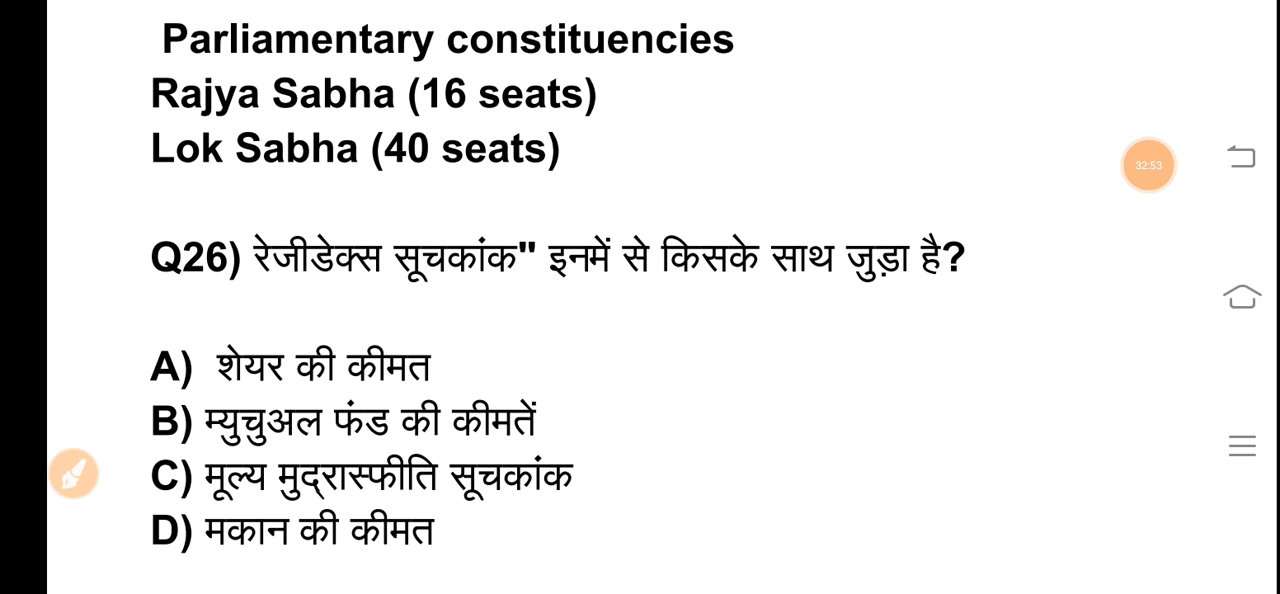 Parliamentary constituencies
Rajya Sabha (16 seats)
Lok Sabha (40 seats)
32:53
Q26) रेजीडेक्स सूचकांक" इनमें से किसके साथ जुड़ा है?
A) शेयर की कीमत
B) म्युचुअल फंड की कीमतें
C) मूल्य मुद्रास्फीति सूचकांक
D) मकान की कीमत